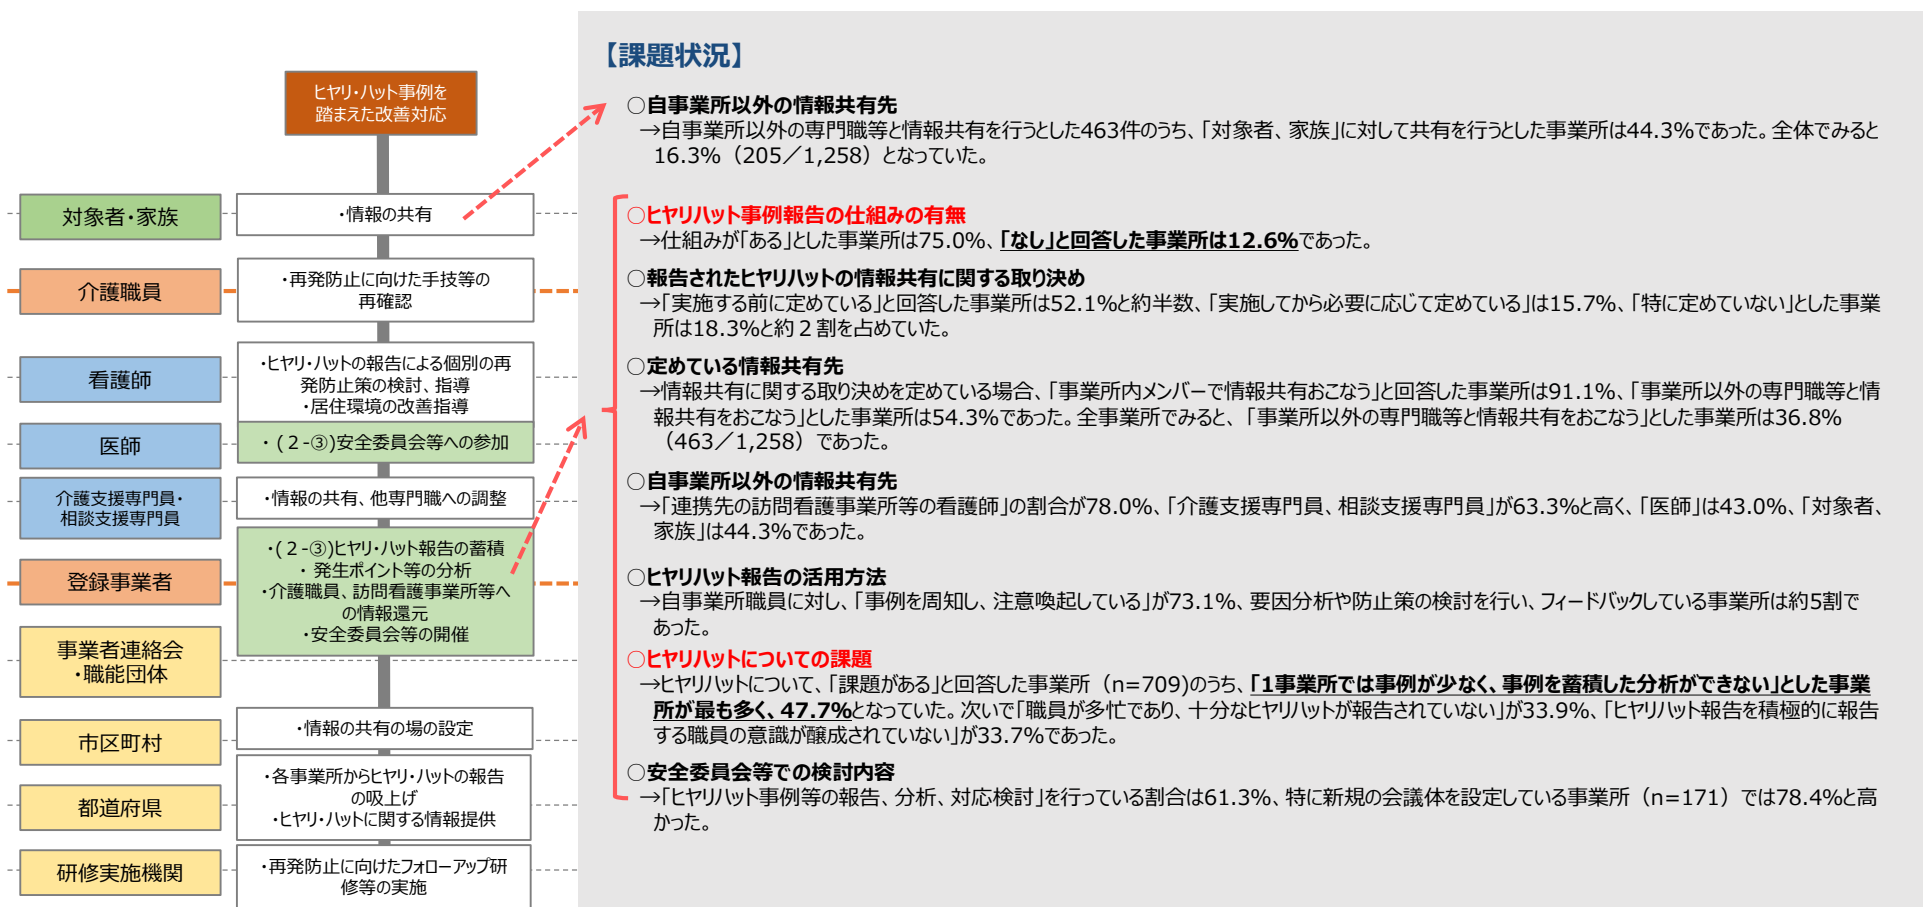 ヒヤリ・ハット事例を
踏まえた改善対応
対象者・家族
・情報の共有
介護職員
・再発防止に向けた手技等の
再確認
看護師
・ヒヤリ・ハットの報告による個別の再
発防止策の検討、指導
・居住環境の改善指導
医師
・(２-③)安全委員会等への参加
介護支援専門員・
相談支援専門員
・情報の共有、他専門職への調整
登録事業者
・(２-③)ヒヤリ・ハット報告の蓄積
・ 発生ポイント等の分析
・介護職員、訪問看護事業所等へ
の情報還元
・安全委員会等の開催
事業者連絡会
・職能団体
市区町村
・情報の共有の場の設定
都道府県
・各事業所からヒヤリ・ハットの報告
の吸上げ
・ヒヤリ・ハットに関する情報提供
研修実施機関
・再発防止に向けたフォローアップ研
修等の実施
【課題状況】
○自事業所以外の情報共有先
→自事業所以外の専門職等と情報共有を行うとした463件のうち、「対象者、家族」に対して共有を行うとした事業所は44.3%であった。全体でみると
16.3%（205／1,258）となっていた。
○ヒヤリハット事例報告の仕組みの有無
→仕組みが「ある」とした事業所は75.0%、「なし」と回答した事業所は12.6%であった。
○報告されたヒヤリハットの情報共有に関する取り決め
→「実施する前に定めている」と回答した事業所は52.1%と約半数、「実施してから必要に応じて定めている」は15.7%、「特に定めていない」とした事業
所は18.3%と約２割を占めていた。
○定めている情報共有先
→情報共有に関する取り決めを定めている場合、「事業所内メンバーで情報共有おこなう」と回答した事業所は91.1%、「事業所以外の専門職等と情
報共有をおこなう」とした事業所は54.3%であった。全事業所でみると、「事業所以外の専門職等と情報共有をおこなう」とした事業所は36.8%
（463／1,258）であった。
○自事業所以外の情報共有先
→「連携先の訪問看護事業所等の看護師」の割合が78.0%、「介護支援専門員、相談支援専門員」が63.3%と高く、「医師」は43.0%、「対象者、
家族」は44.3%であった。
○ヒヤリハット報告の活用方法
→自事業所職員に対し、「事例を周知し、注意喚起している」が73.1%、要因分析や防止策の検討を行い、フィードバックしている事業所は約5割で
あった。
○ヒヤリハットについての課題
→ヒヤリハットについて、「課題がある」と回答した事業所（n=709)のうち、「1事業所では事例が少なく、事例を蓄積した分析ができない」とした事業
所が最も多く、47.7%となっていた。次いで「職員が多忙であり、十分なヒヤリハットが報告されていない」が33.9%、「ヒヤリハット報告を積極的に報告
する職員の意識が醸成されていない」が33.7%であった。
○安全委員会等での検討内容
→「ヒヤリハット事例等の報告、分析、対応検討」を行っている割合は61.3%、特に新規の会議体を設定している事業所（n=171）では78.4%と高
かった。